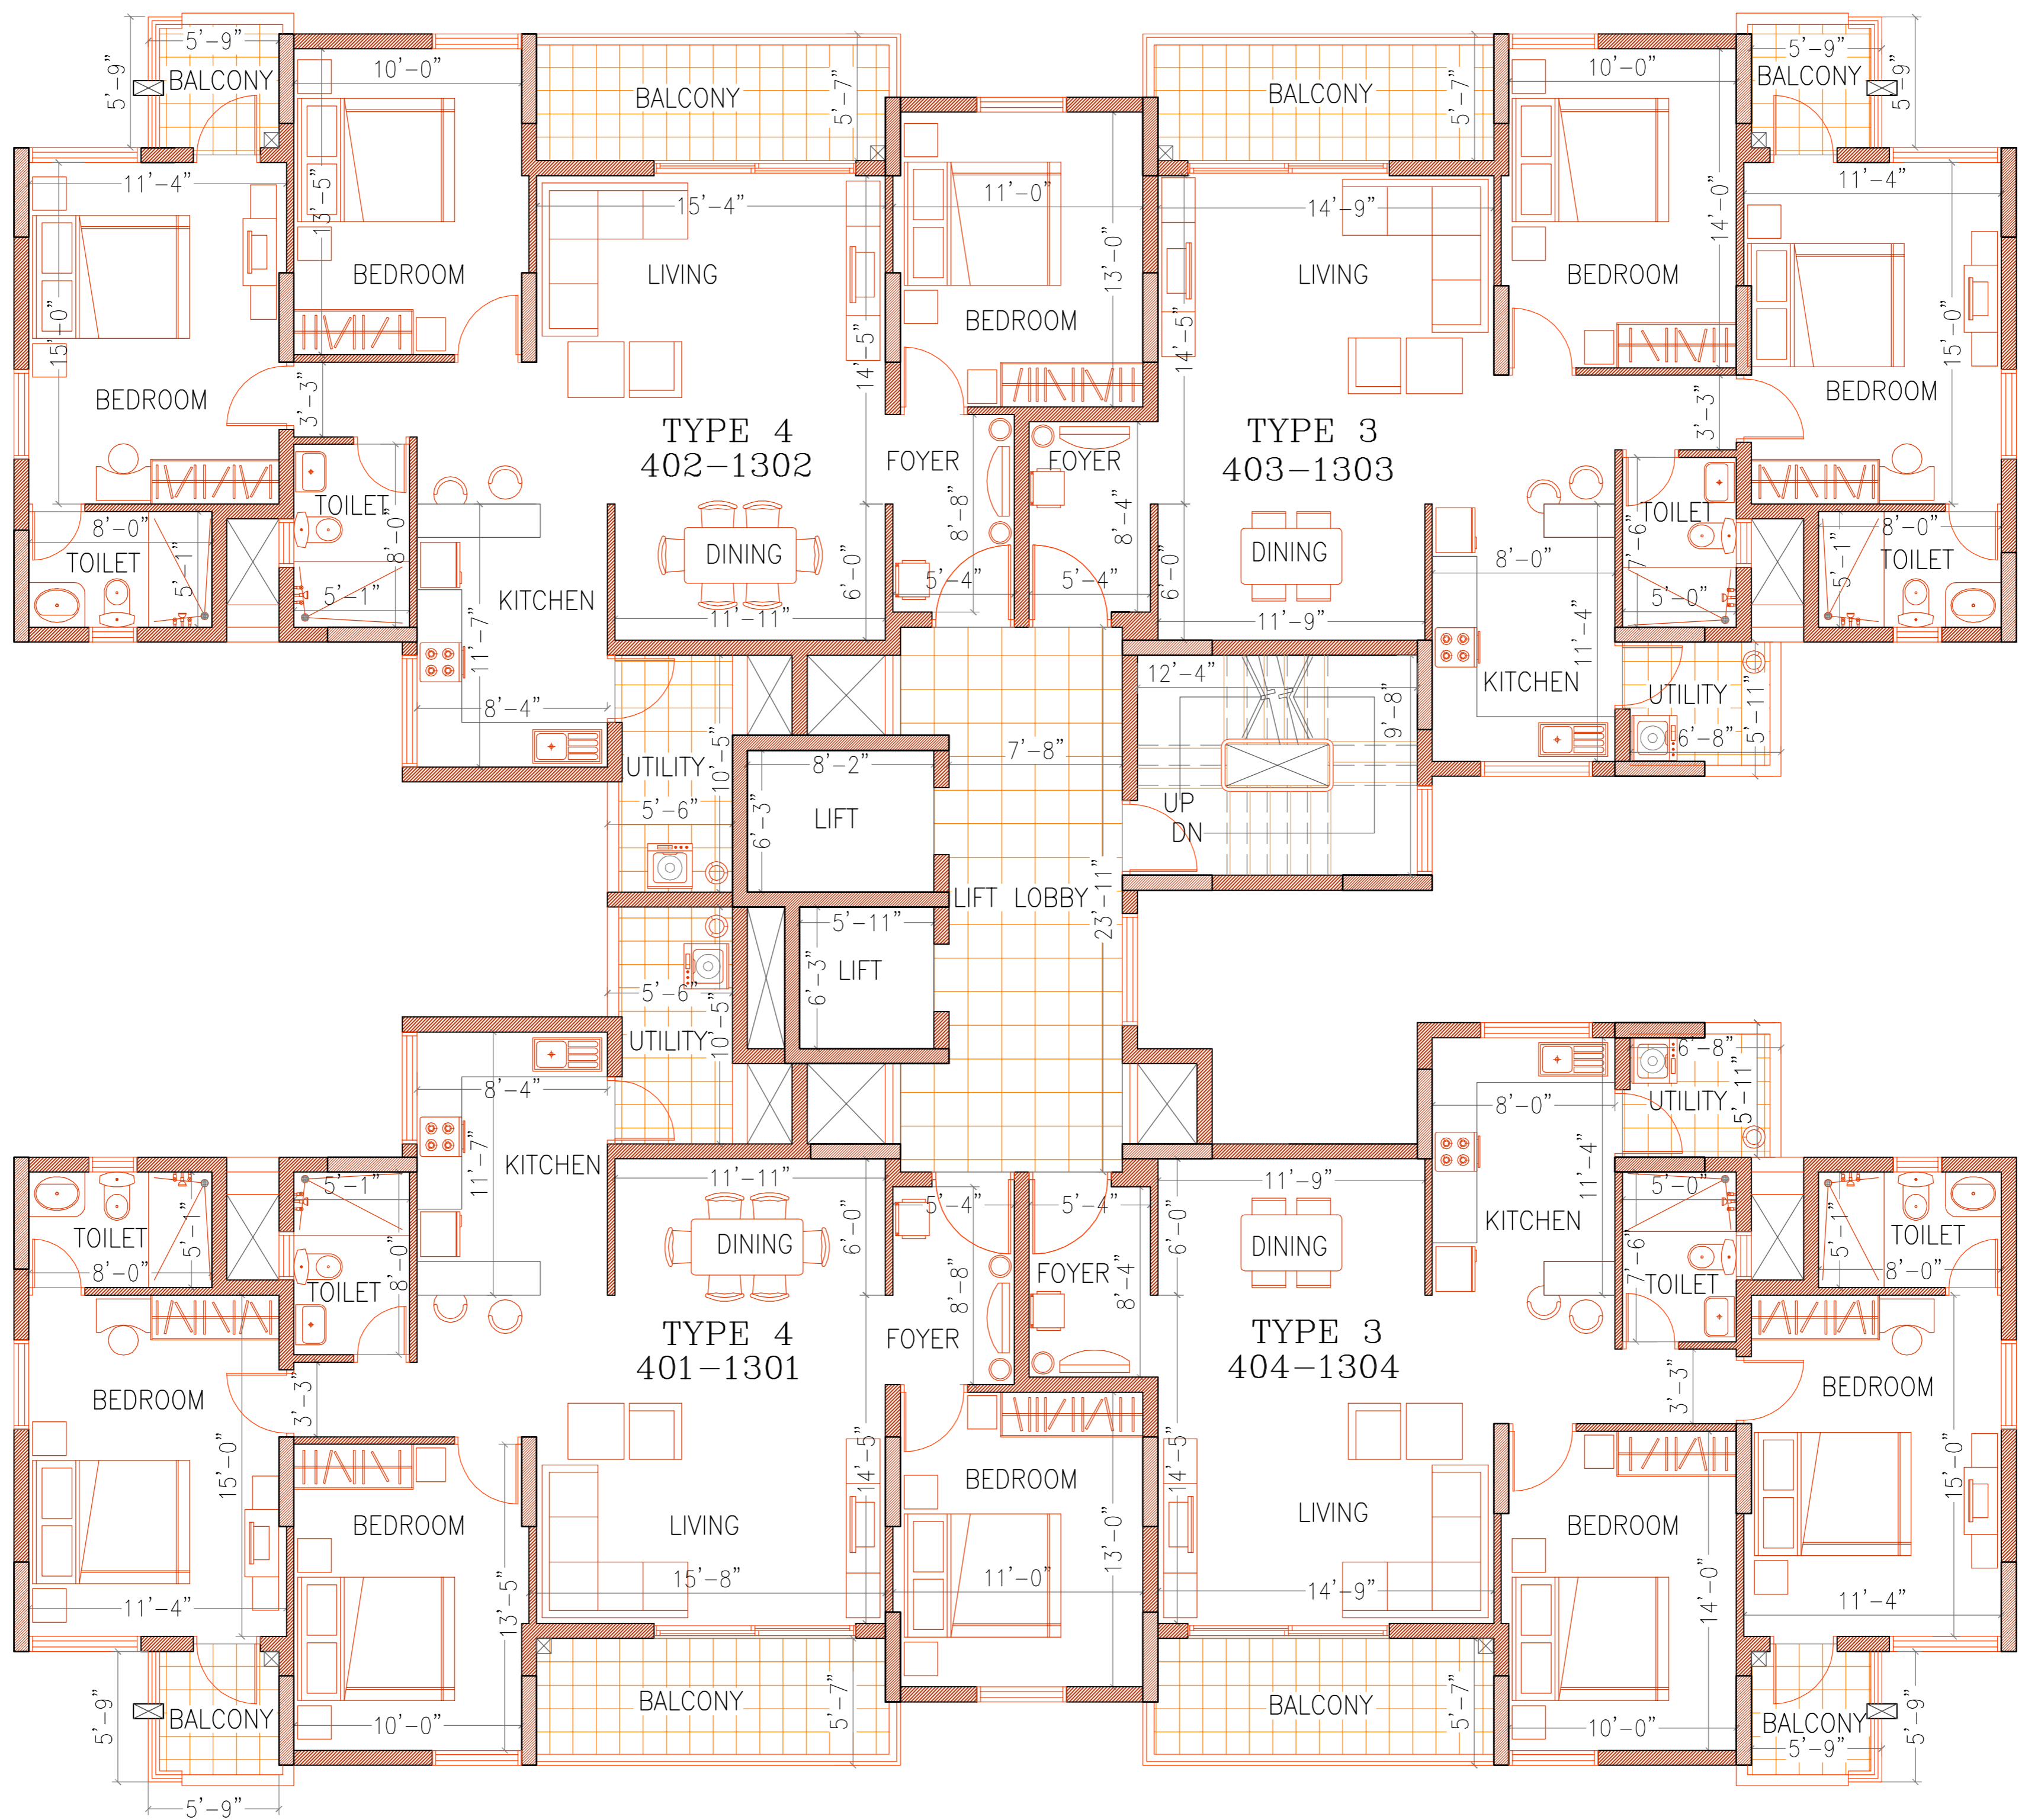 5'-9"
5'-9"
BALCONY
10'-0"
BALCONY
5'-7"
BALCONY
5'-7"
10'-0"
5'-9"
BALCONY
5'-9"
11'-4"
13'-5"
15'-4"
11'-0"
14'-9"
14'-0"
11'-4"
BEDROOM
LIVING
13'-0"
LIVING
BEDROOM
15'-0"
BEDROOM
14'-5"
14'-5"
15'-0"
BEDROOM
3'-3"
BEDROOM
3'-3"
TYPE 4
402-1302
FOYER
FOYER
TYPE 3
403-1303
TOILET
8'-0"
8'-8"
8'-4"
TOILET
7'-6"
8'-0"
TOILET
5'-1"
DINING
6'-0"
6'-0"
DINING
8'-0"
8'-0"
TOILET
5'-1"
5'-1"
KITCHEN
11'-11"
5'-4"
5'-4"
11'-9"
5'-0"
11'-7"
8'-4"
12'-4"
9'-8"
KITCHEN
11'-4"
UTILITY
6'-8"
5'-11"
UTILITY
10'-5"
5'-6"
8'-2"
7'-8"
6'-3"
LIFT
UP
DN
LIFT LOBBY
23'-11"
5'-11"
6'-3"
LIFT
5'-6"
UTILITY
10'-5"
8'-4"
11'-7"
KITCHEN
8'-0"
11'-4"
KITCHEN
6'-8"
UTILITY
5'-11"
5'-1"
11'-11"
5'-4"
5'-4"
11'-9"
5'-0"
TOILET
8'-0"
5'-1"
TOILET
8'-0"
DINING
6'-0"
6'-0"
DINING
7'-6"
TOILET
5'-1"
TOILET
8'-0"
8'-8"
FOYER
FOYER
8'-4"
TYPE 4
401-1301
TYPE 3
404-1304
BEDROOM
3'-3"
3'-3"
BEDROOM
15'-0"
14'-5"
BEDROOM
14'-5"
15'-0"
BEDROOM
LIVING
LIVING
BEDROOM
11'-4"
13'-5"
15'-8"
11'-0"
13'-0"
14'-9"
14'-0"
11'-4"
5'-9"
BALCONY
10'-0"
BALCONY
5'-7"
BALCONY
5'-7"
10'-0"
BALCONY
5'-9"
5'-9"
5'-9"